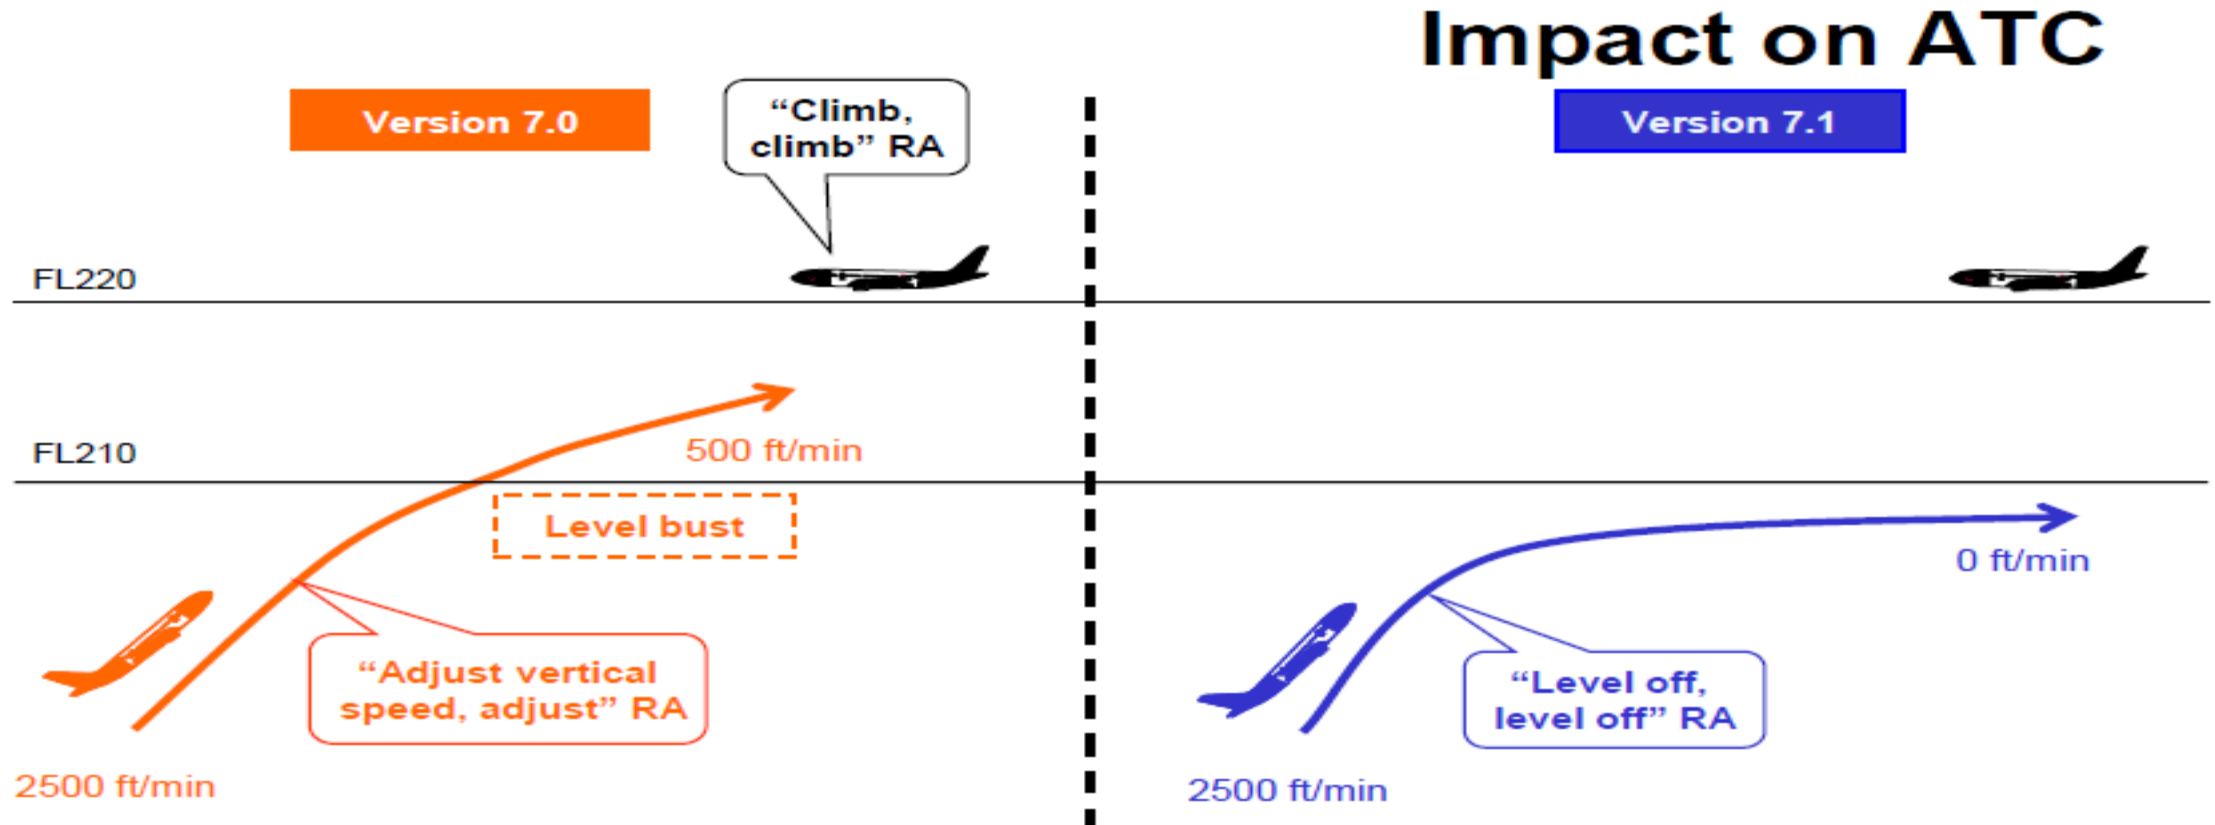 Impact on ATC
Version 7.0
“Climb,
climb” RA
FL220
FL210
500 ft/min
Level bust
“Adjust vertical
speed, adjust” RA
2500 ft/min
Version 7.1
0 ft/min
“Level off,
level off” RA
2500 ft/min